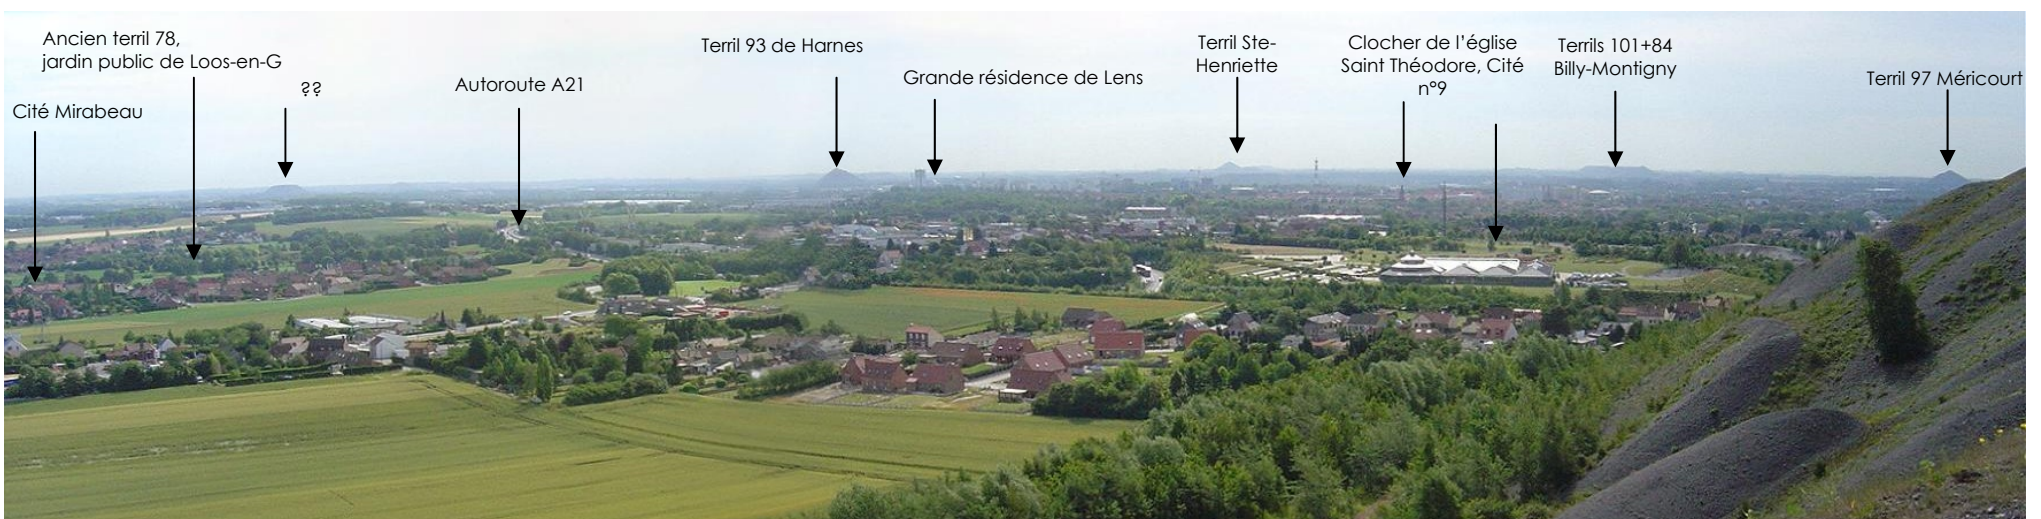 Ancien terril 78,
jardin public de Loos-en-G
??
Cité Mirabeau
Autoroute A21
Terril 93 de Harnes
Grande résidence de Lens
Terril Ste-
Henriette
Clocher de l'église
Saint Théodore, Cité
n°9
Terrils 101+84
Billy-Montigny
Terril 97 Méricourt